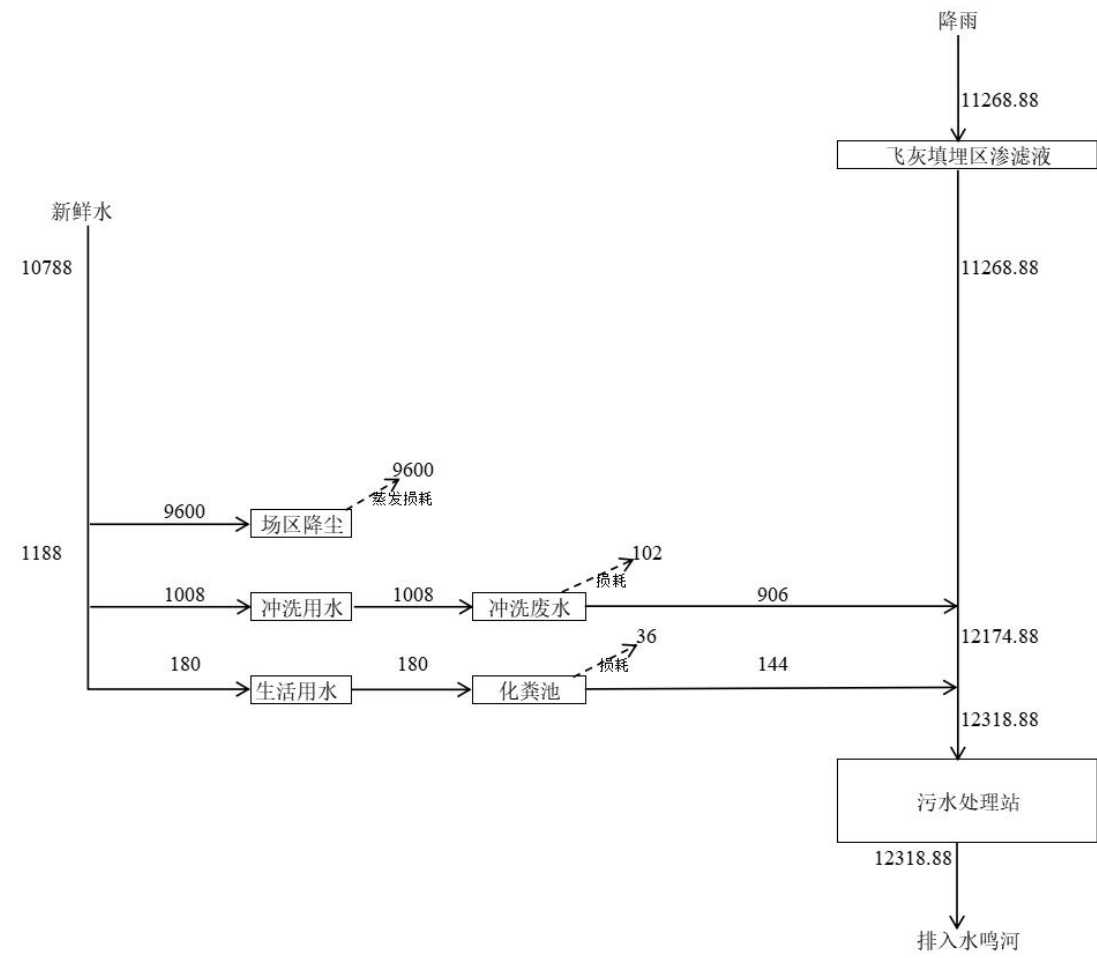 降雨
11268.88
飞灰填埋区渗滤液
新鲜水
10788
11268.88
9600
蒸发损耗
9600
场区降尘
1188
102
损耗
1008
冲洗用水
1008
冲洗废水
906
12174.88
36
损耗
180
生活用水
180
化粪池
144
12318.88
污水处理站
12318.88
排入水鸣河